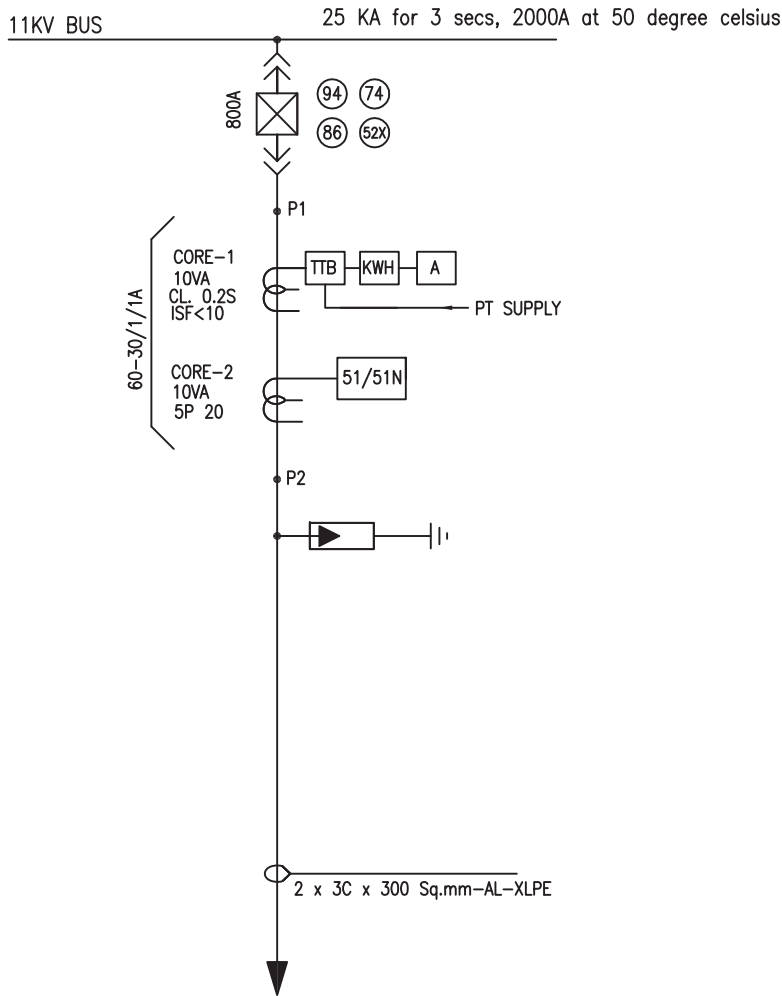 11KV BUS
25 KA for 3 secs, 2000A at 50 degree celsius
800A
94
74
86
52X
P1
60-30/1/1A
CORE-1
10VA
CL. 0.2S
ISF<10
TTB
KWH
A
PT SUPPLY
CORE-2
10VA
5P 20
51/51N
P2
2 x 3C x 300 Sq.mm-AL-XLPE